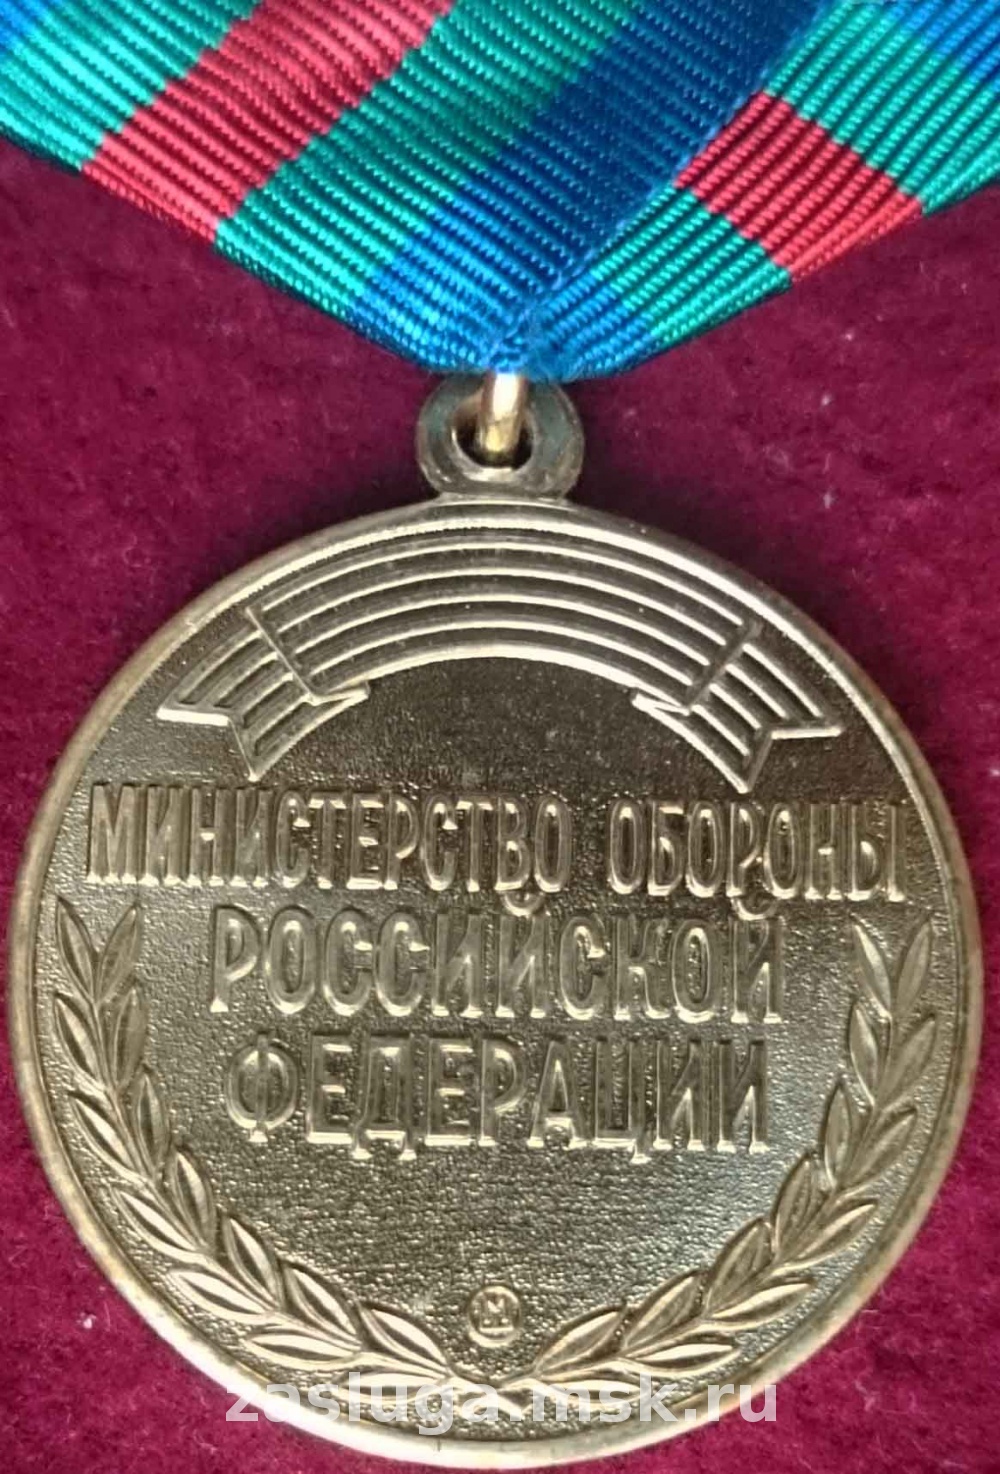 МИНИСТЕРСТВО ОБОРОНЫ
РОССИЙСКОЙ
ФЕДЕРАЦИИ
zasluga.msk.ru